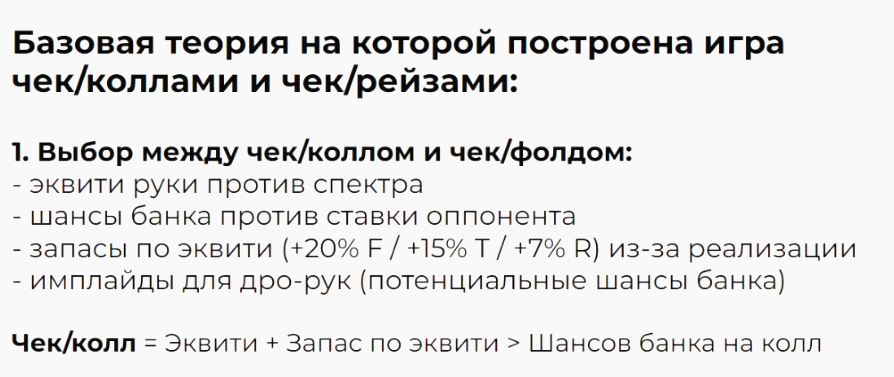 Базовая теория на которой построена игра
чек/коллами и чек/рейзами:
1. Выбор между чек/коллом и чек/фолдом:
- эквити руки против спектра
- шансы банка против ставки оппонента
- запасы по эквити (+20% F / +15% T / +7% R) из-за реализации
- имплайды для дро-рук (потенциальные шансы банка)
Чек/колл = Эквити + Запас по эквити > Шансов банка на колл